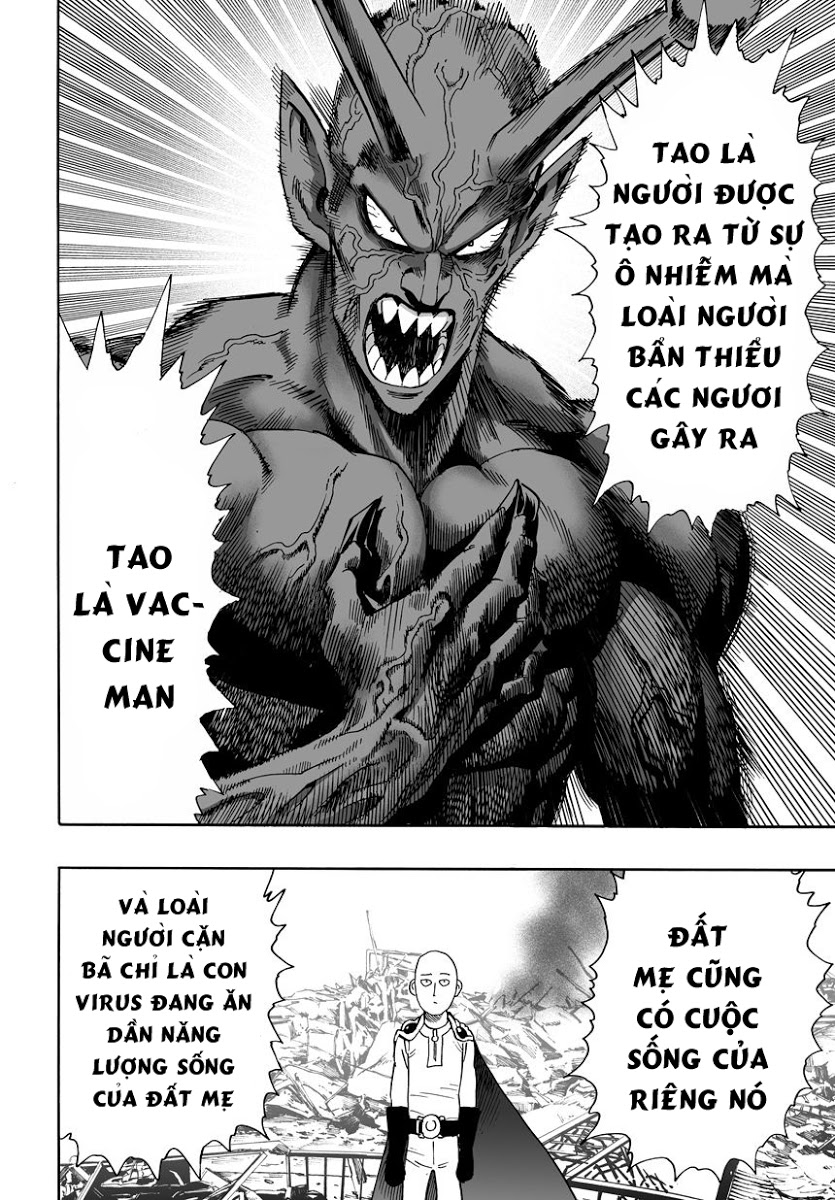 TAO LÀ
NGƯỜI ĐƯỢC
TẠO RA TỪ SỰ
Ô NHIỄM MÀ
LOÀI NGƯỜI
BẨN THIỂU
CÁC NGƯƠI
GÂY RA
TAO
LÀ VAC-
CINE
MAN
ĐẤT
MẸ CŨNG
CÓ CUỘC
SỐNG CỦA
RIÊNG NÓ
VÀ LOÀI
NGƯỜI CẶN
BÃ CHỈ LÀ CON
VIRUS ĐANG ĂN
DẦN NĂNG
LƯỢNG SỐNG
CỦA ĐẤT MẸ